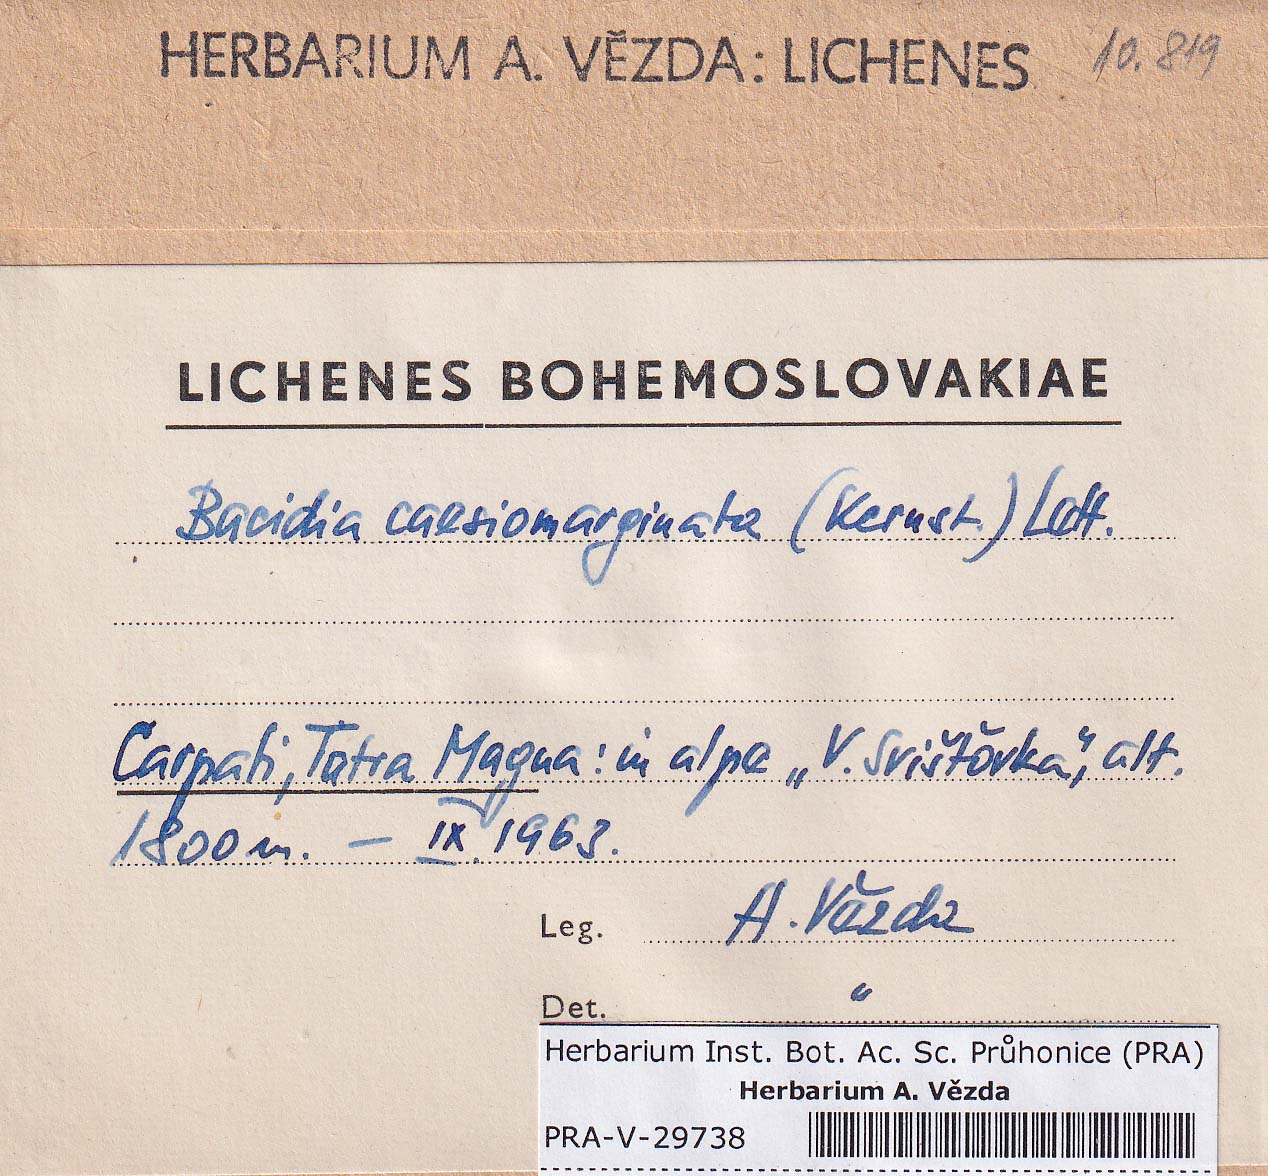 HERBARIUM A. VĚZDA: LICHENES 10.819
LICHENES BOHEMOSLOVAKIAE
Bacidia caesiomarginata (Kernst.) Lett.
Carpati, Tatra Magna: in alpe „V. Svišťovka", alt.
1800 m. — IX. 1963.
Leg. A. Vězda
Det. "
Herbarium Inst. Bot. Ac. Sc. Průhonice (PRA)
Herbarium A. Vězda
PRA-V-29738